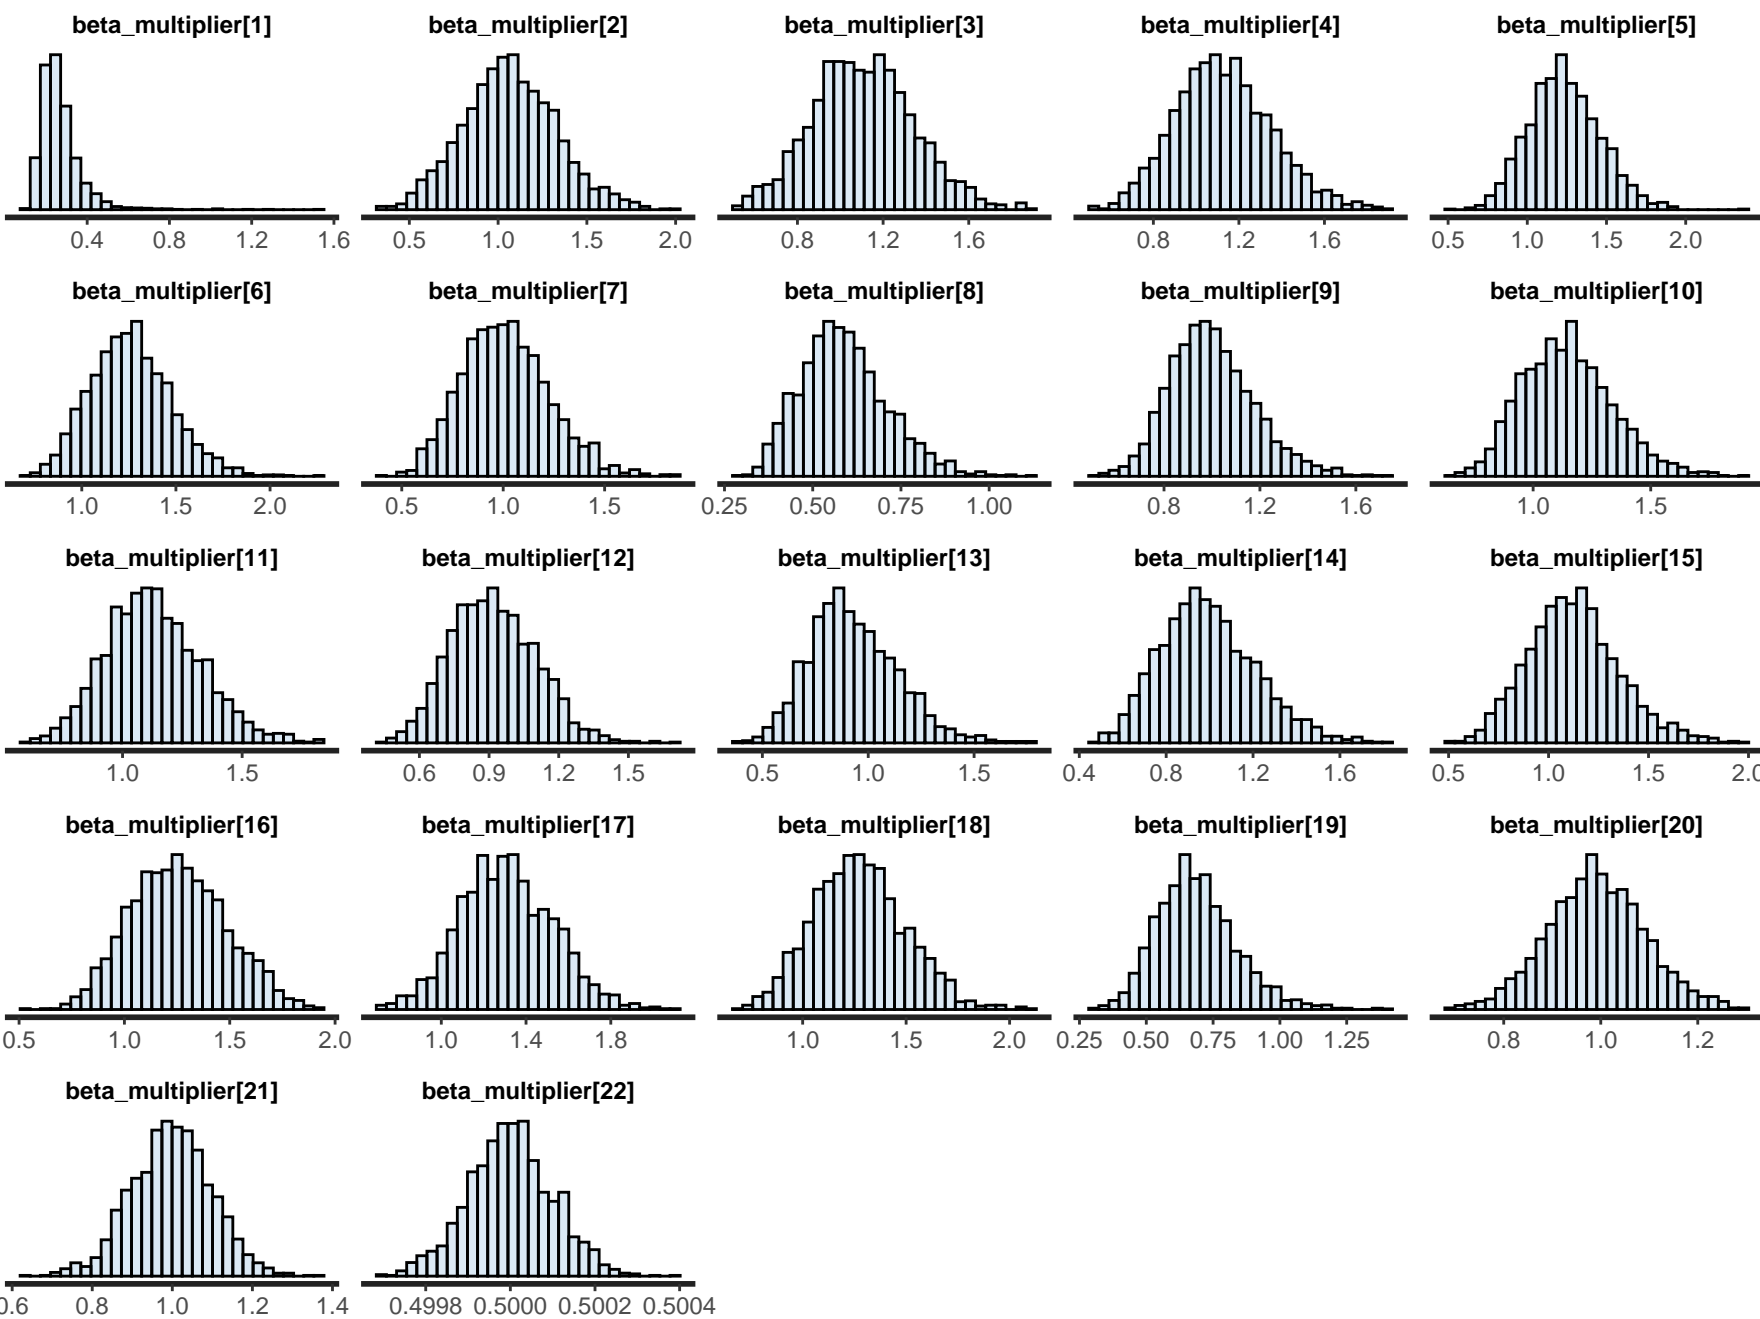 beta_multiplier[1] beta_multiplier[2] beta_multiplier[3] beta_multiplier[4] beta_multiplier[5]
0.4 0.8 1.2 1.6 0.5 1.0 1.5 2.0 0.8 1.2 1.6 0.8 1.2 1.6 0.5 1.0 1.5 2.0
beta_multiplier[6] beta_multiplier[7] beta_multiplier[8] beta_multiplier[9] beta_multiplier[10]
1.0 1.5 2.0 0.5 1.0 1.5 0.25 0.50 0.75 1.00 0.8 1.2 1.6 1.0 1.5
beta_multiplier[11] beta_multiplier[12] beta_multiplier[13] beta_multiplier[14] beta_multiplier[15]
1.0 1.5 0.6 0.9 1.2 1.5 0.5 1.0 1.5 0.4 0.8 1.2 1.6 0.5 1.0 1.5 2.0
beta_multiplier[16] beta_multiplier[17] beta_multiplier[18] beta_multiplier[19] beta_multiplier[20]
0.5 1.0 1.5 2.0 1.0 1.4 1.8 1.0 1.5 2.0 0.25 0.50 0.75 1.00 1.25 0.8 1.0 1.2
beta_multiplier[21] beta_multiplier[22]
0.6 0.8 1.0 1.2 1.4 0.4998 0.5000 0.5002 0.5004